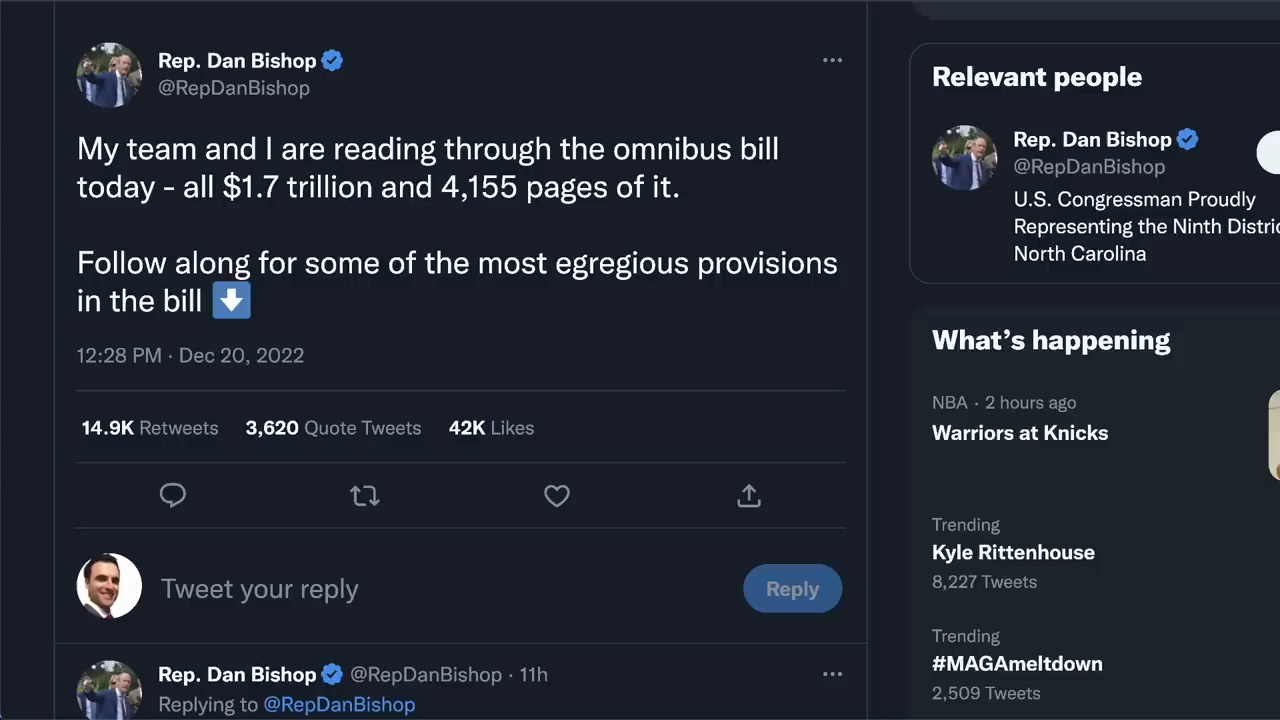 Rep. Dan Bishop
@RepDanBishop
My team and I are reading through the omnibus bill
today - all $1.7 trillion and 4,155 pages of it.
Follow along for some of the most egregious provisions
in the bill ⬇️
12:28 PM · Dec 20, 2022
14.9K Retweets 3,620 Quote Tweets 42K Likes
Tweet your reply
Reply
Rep. Dan Bishop @RepDanBishop · 11h
Replying to @RepDanBishop
Relevant people
Rep. Dan Bishop
@RepDanBishop
U.S. Congressman Proudly
Representing the Ninth Distric
North Carolina
What's happening
NBA · 2 hours ago
Warriors at Knicks
Trending
Kyle Rittenhouse
8,227 Tweets
Trending
#MAGAmeltdown
2,509 Tweets